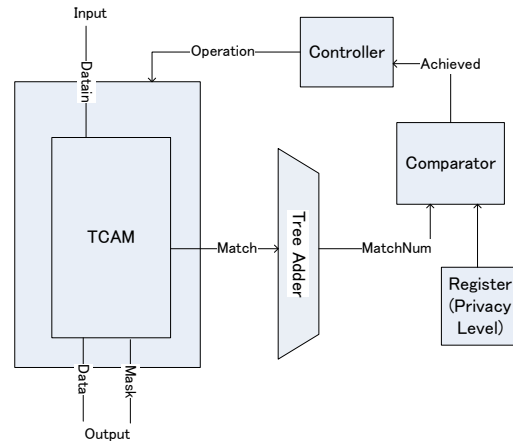 Input
Datain
Operation
Controller
Achieved
Comparator
TCAM
Match
Tree Adder
MatchNum
Register
(Privacy
Level)
Data
Mask
Output